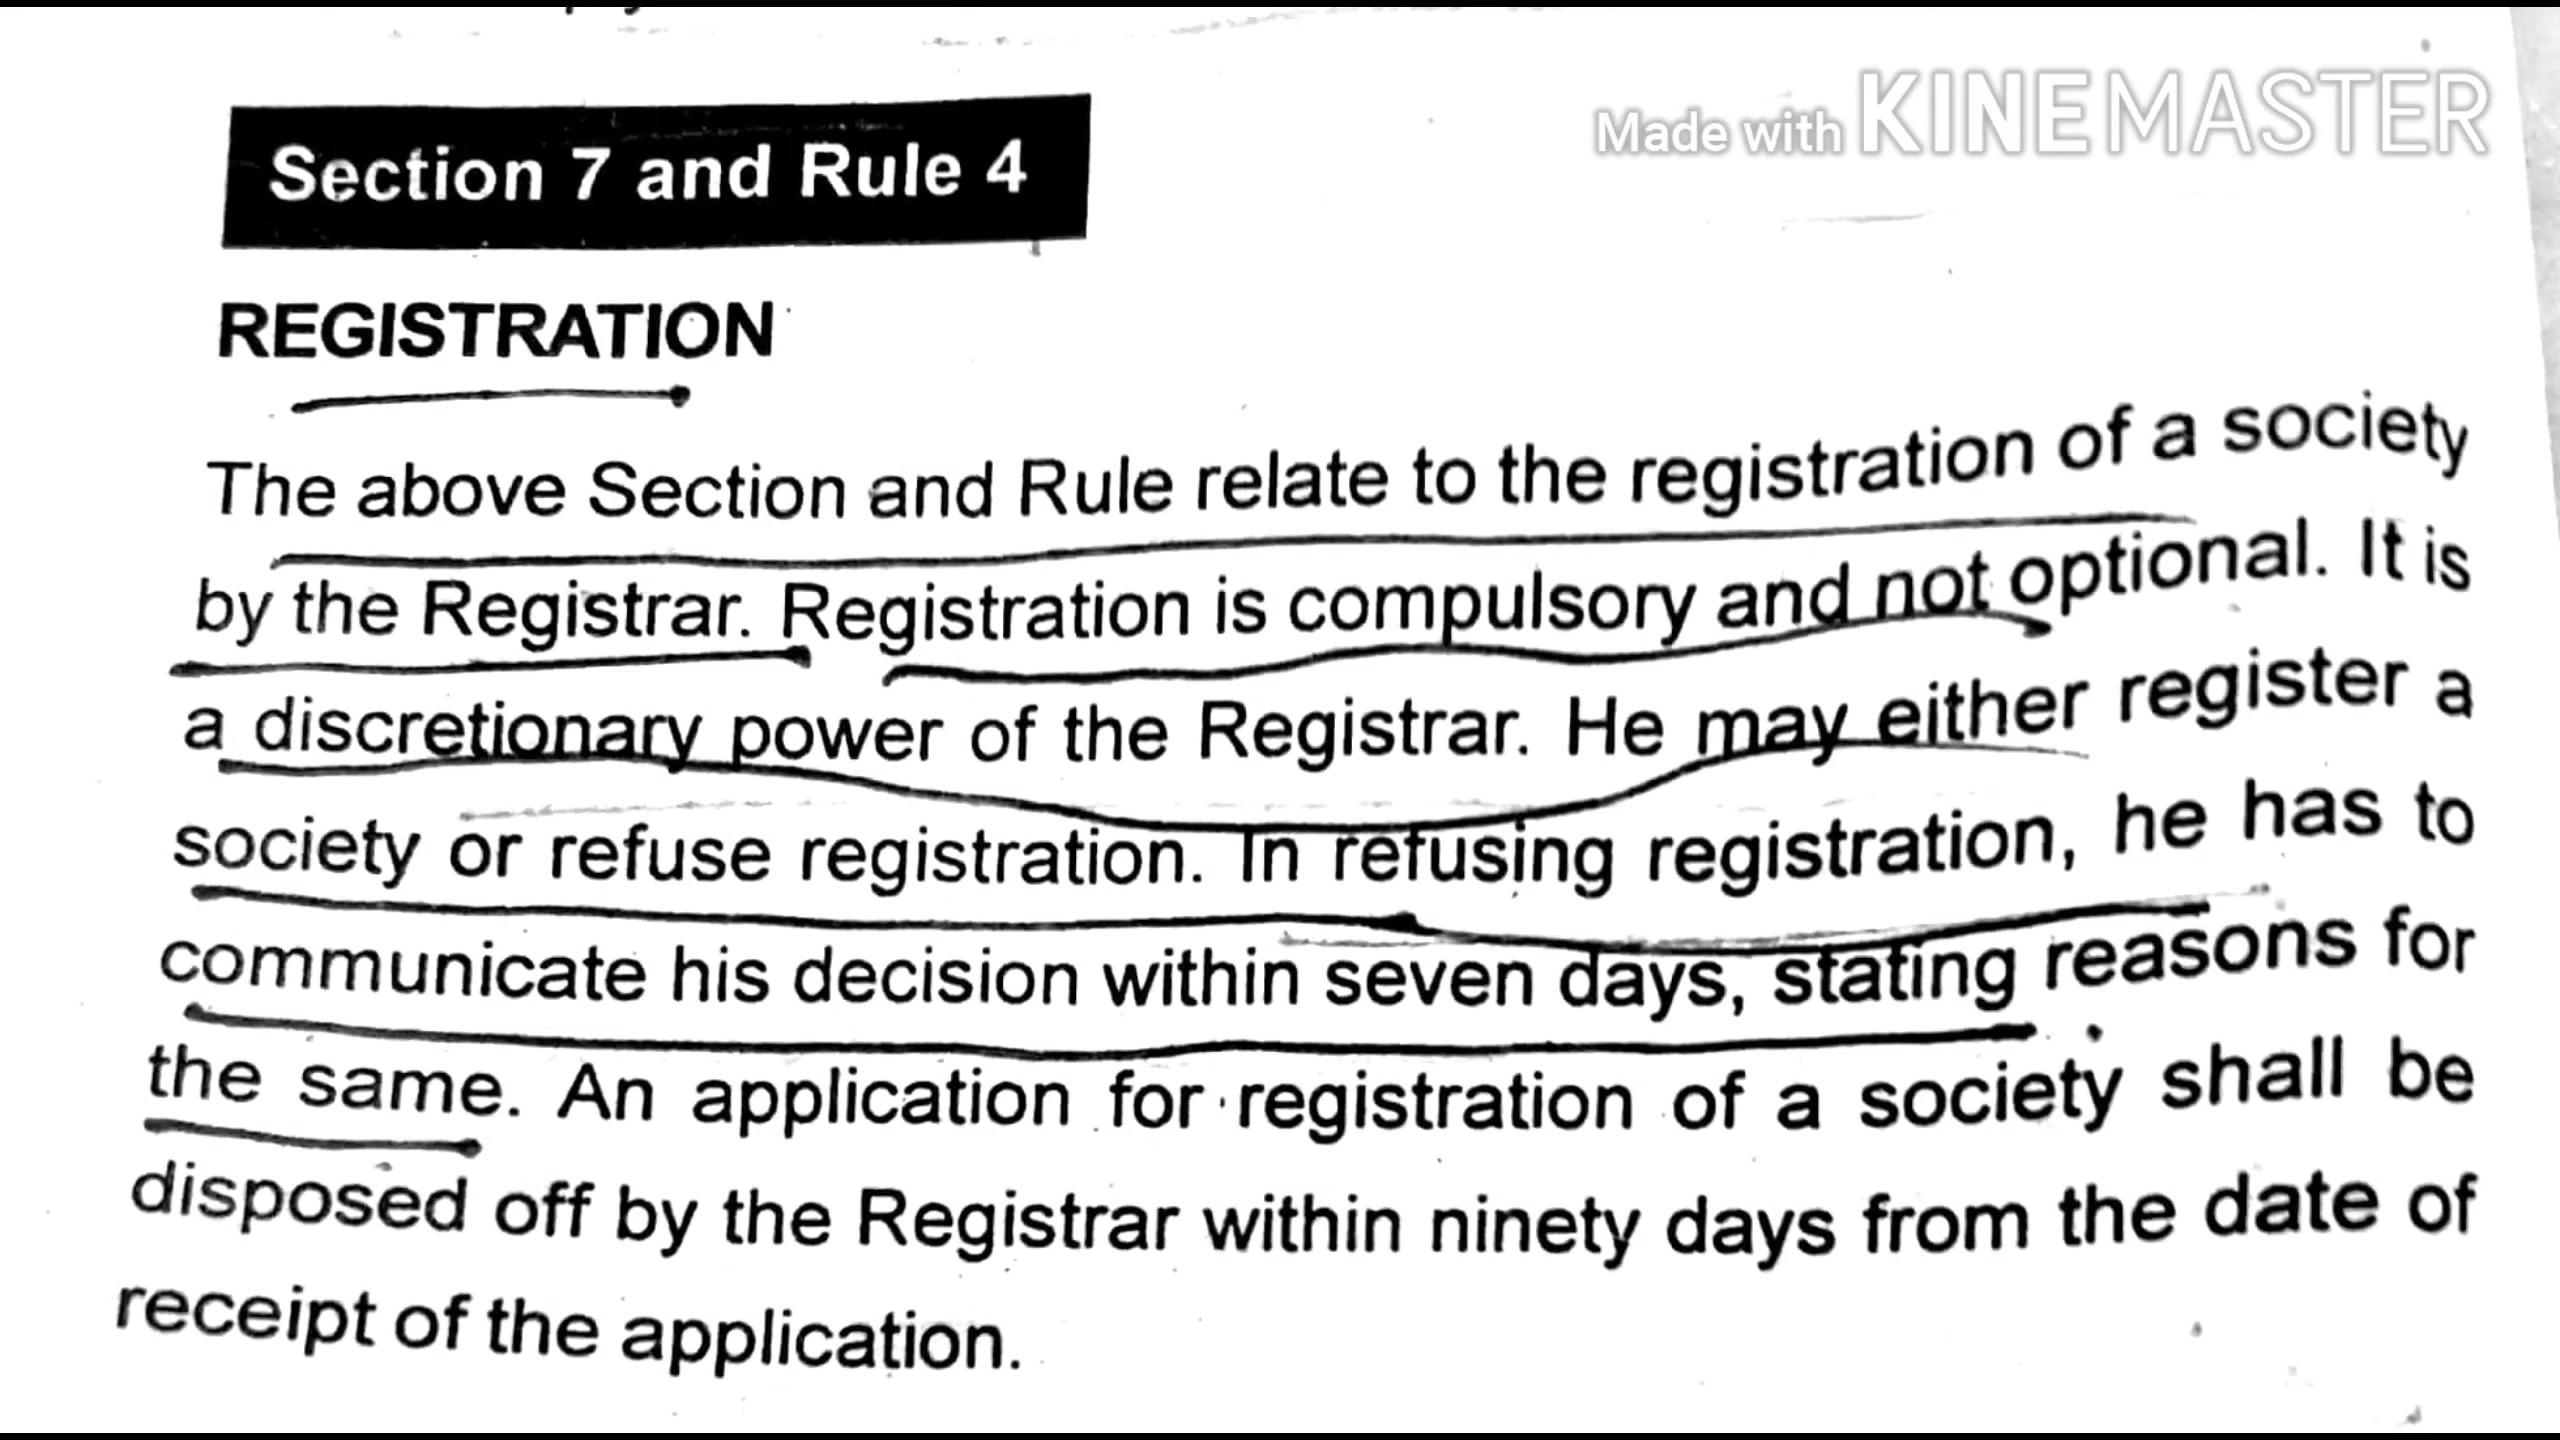 Made with KINEMASTER
Section 7 and Rule 4
REGISTRATION
The above Section and Rule relate to the registration of a society
by the Registrar. Registration is compulsory and not optional. It is
a discretionary power of the Registrar. He may either register a
society or refuse registration. In refusing registration, he has to
communicate his decision within seven days, stating reasons for
the same. An application for registration of a society shall be
disposed off by the Registrar within ninety days from the date of
receipt of the application.